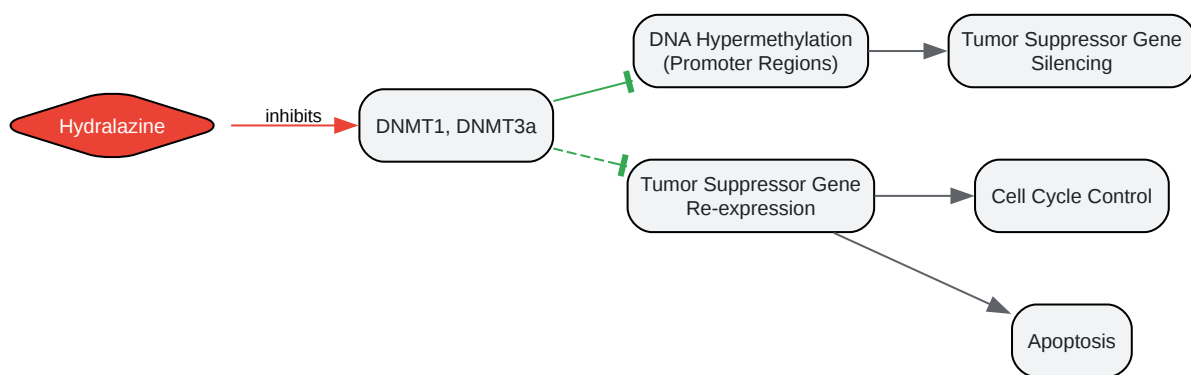 Hydralazine
inhibits
DNMT1, DNMT3a
DNA Hypermethylation
(Promoter Regions)
Tumor Suppressor Gene
Silencing
Tumor Suppressor Gene
Re-expression
Cell Cycle Control
Apoptosis